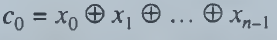 c₀ = x₀ ⊕ x₁ ⊕ … ⊕ xₙ₋₁